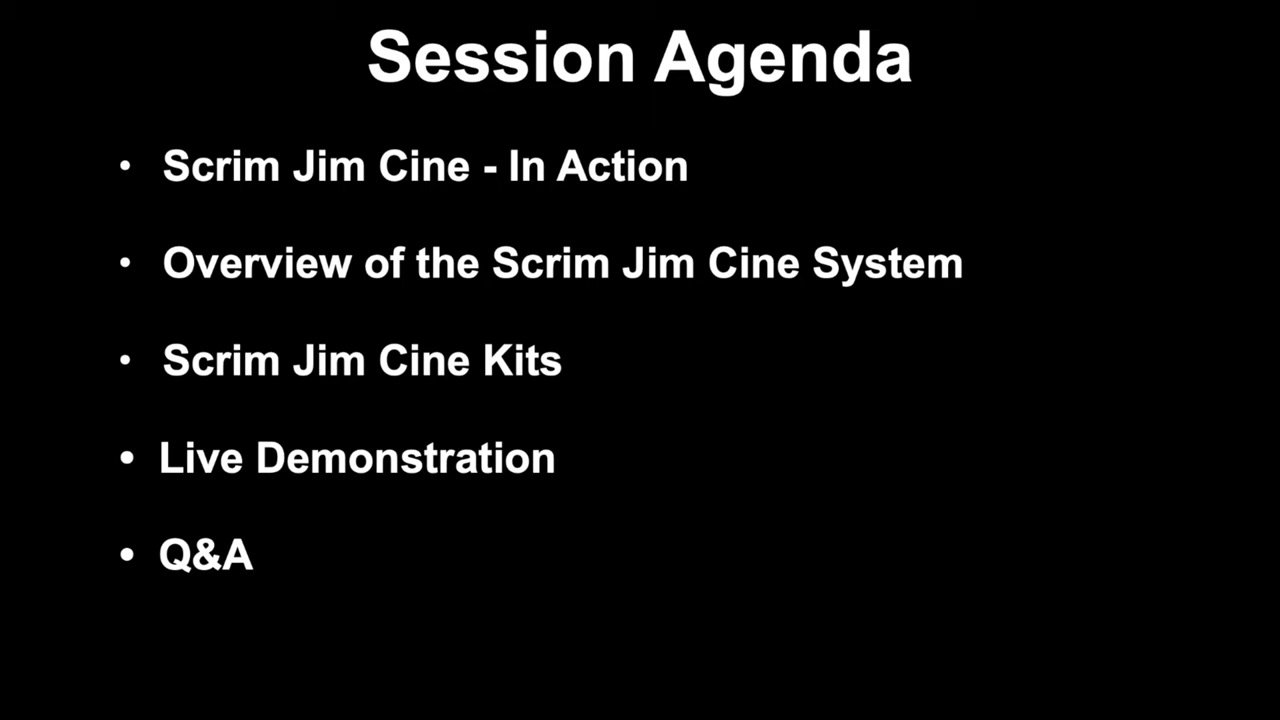 Session Agenda
• Scrim Jim Cine - In Action
• Overview of the Scrim Jim Cine System
• Scrim Jim Cine Kits
• Live Demonstration
• Q&A